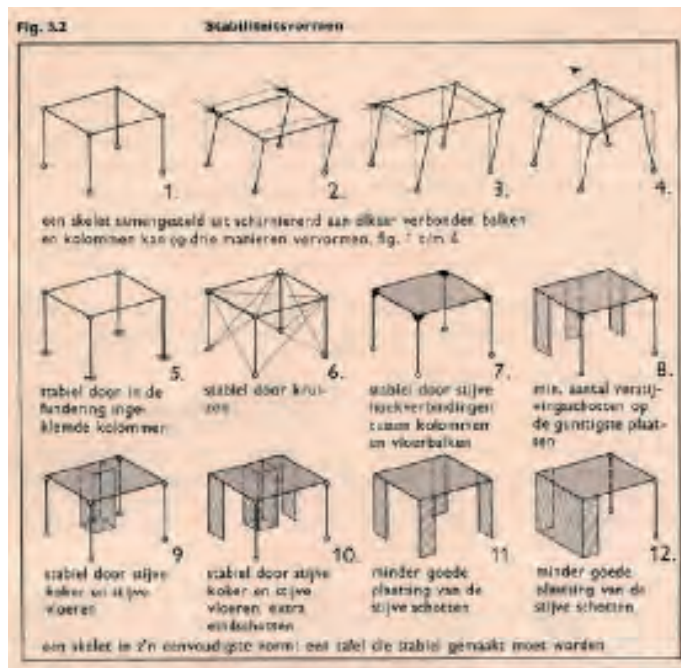 Fig. 3.2 Stabiliteitsvormen
1. 2. 3. 4.
een skelet samengesteld uit scharnierend aan elkaar verbonden balken
en kolommen kan op drie manieren vervormen, fig. 1 t/m 4
5. 6. 7. 8.
stabiel door in de
fundering inge-
klemde kolommen
stabiel door krui-
zen
stabiel door stijve
hoekverbindingen
tussen kolommen
en vloerbalken
min. aantal verstij-
vingsschotten op
de gunstigste plaat-
sen
9 10. 11 12.
stabiel door stijve
koker en stijve
vloeren
stabiel door stijve
koker en stijve
vloeren, extra
eindschotten
minder goede
plaatsing van de
stijve schotten
minder goede
plaatsing van de
stijve schotten
een skelet in z'n eenvoudigste vorm: een tafel die stabiel gemaakt moet worden